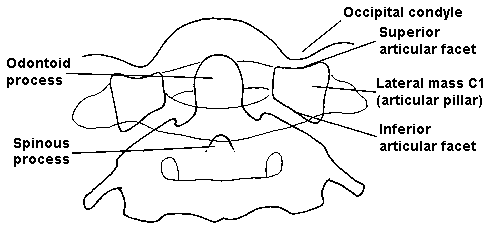 Occipital condyle
Superior
articular facet
Odontoid
process
Lateral mass C1
(articular pillar)
Inferior
articular facet
Spinous
process